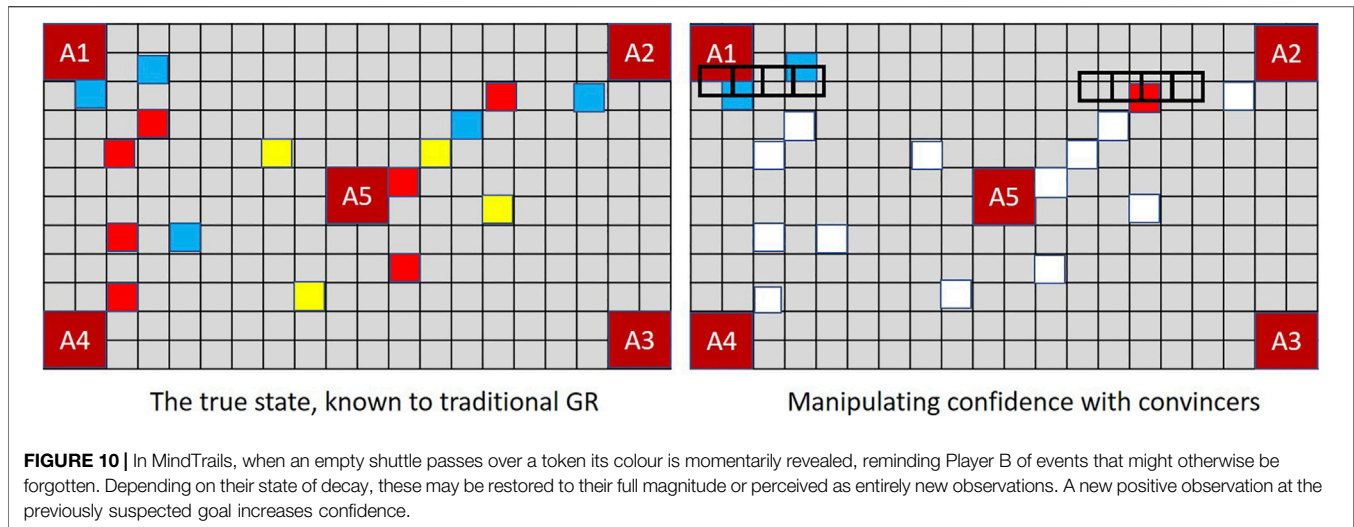 A1 A2 A1 A2
A5 A5
A4 A3 A4 A3
The true state, known to traditional GR Manipulating confidence with convincers
FIGURE 10 | In MindTrails, when an empty shuttle passes over a token its colour is momentarily revealed, reminding Player B of events that might otherwise be
forgotten. Depending on their state of decay, these may be restored to their full magnitude or perceived as entirely new observations. A new positive observation at the
previously suspected goal increases confidence.